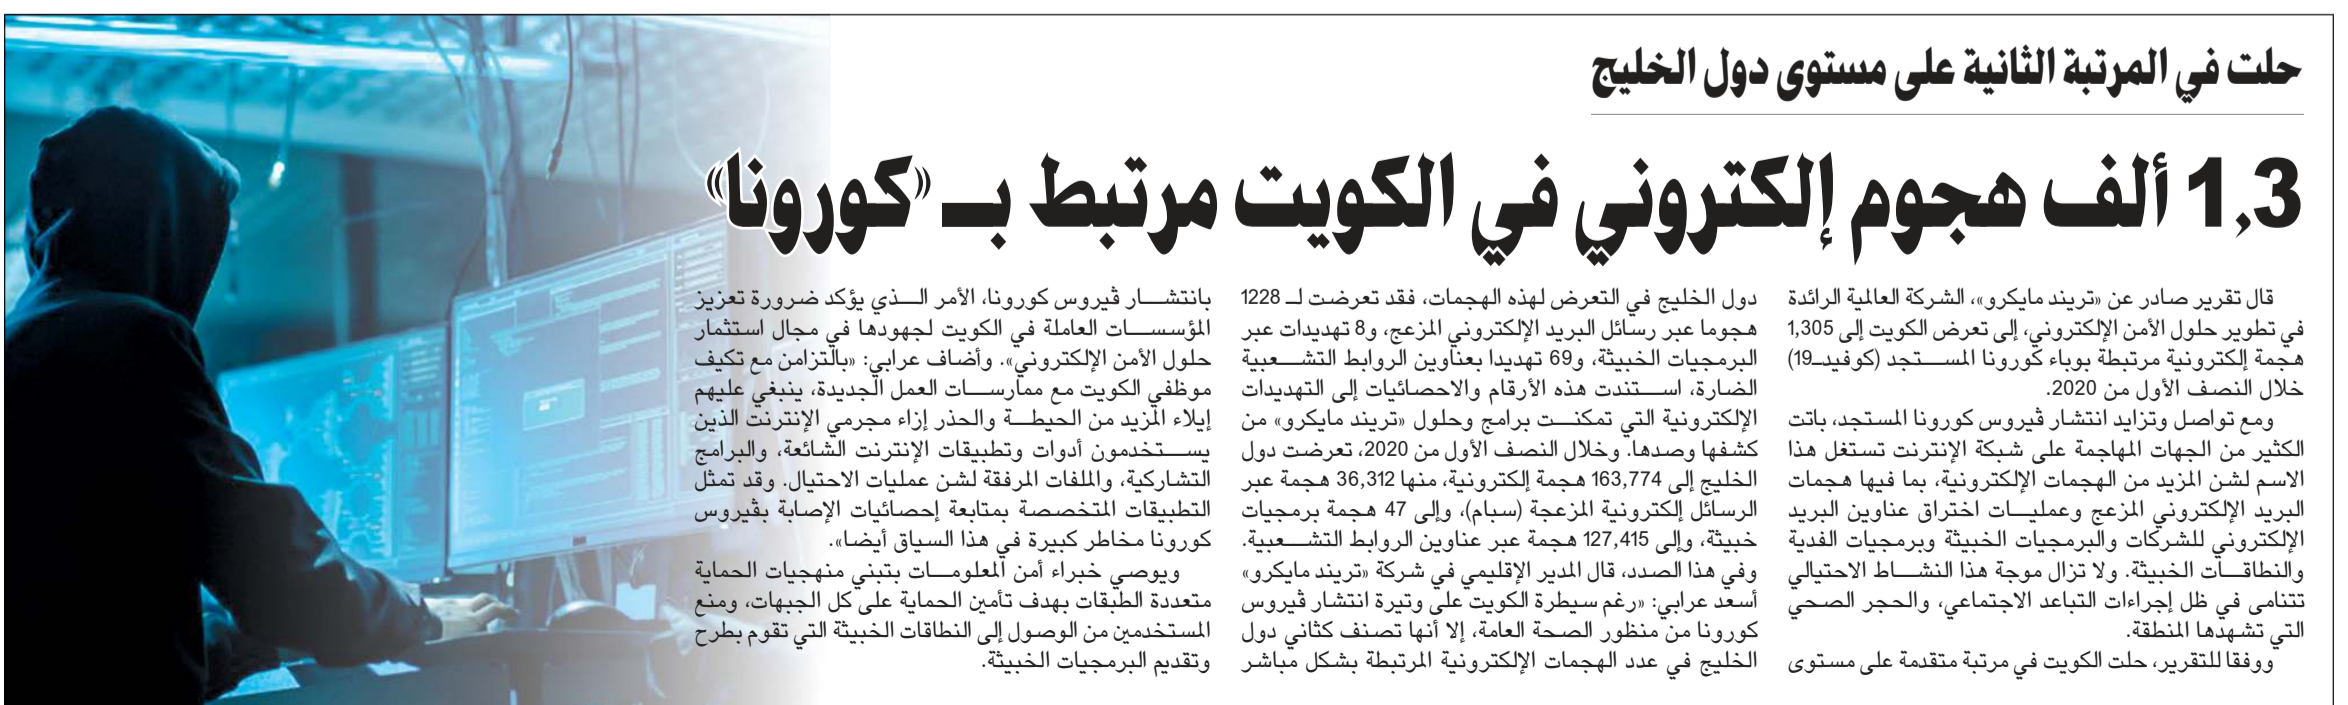 حلت في المرتبة الثانية على مستوى دول الخليج
1,3 ألف هجوم إلكتروني في الكويت مرتبط بـ «كورونا»
قال تقرير صادر عن «تريند مايكرو»، الشركة العالمية الرائدة
في تطوير حلول الأمن الإلكتروني، إلى تعرض الكويت إلى 1,305
هجمة إلكترونية مرتبطة بوباء كورونا المستجد (كوفيد-19)
خلال النصف الأول من 2020.
ومع تواصل وتزايد انتشار ڤيروس كورونا المستجد، باتت
الكثير من الجهات المهاجمة على شبكة الإنترنت تستغل هذا
الاسم لشن المزيد من الهجمات الإلكترونية، بما فيها هجمات
البريد الإلكتروني المزعج وعمليات اختراق عناوين البريد
الإلكتروني للشركات والبرمجيات الخبيثة وبرمجيات الفدية
والنطاقات الخبيثة. ولا تزال موجة هذا النشاط الاحتيالي
تتنامى في ظل إجراءات التباعد الاجتماعي، والحجر الصحي
التي تشهدها المنطقة.
ووفقا للتقرير، حلت الكويت في مرتبة متقدمة على مستوى
دول الخليج في التعرض لهذه الهجمات، فقد تعرضت لـ 1228
هجوما عبر رسائل البريد الإلكتروني المزعج، و8 تهديدات عبر
البرمجيات الخبيثة، و69 تهديدا بعناوين الروابط التشعبية
الضارة، استندت هذه الأرقام والاحصائيات إلى التهديدات
الإلكترونية التي تمكنت برامج وحلول «تريند مايكرو» من
كشفها وصدها. وخلال النصف الأول من 2020، تعرضت دول
الخليج إلى 163,774 هجمة إلكترونية، منها 36,312 هجمة عبر
الرسائل إلكترونية المزعجة (سبام)، وإلى 47 هجمة برمجيات
خبيثة، وإلى 127,415 هجمة عبر عناوين الروابط التشعبية.
وفي هذا الصدد، قال المدير الإقليمي في شركة «تريند مايكرو»
أسعد عرابي: «رغم سيطرة الكويت على وتيرة انتشار ڤيروس
كورونا من منظور الصحة العامة، إلا أنها تصنف كثاني دول
الخليج في عدد الهجمات الإلكترونية المرتبطة بشكل مباشر
بانتشار ڤيروس كورونا، الأمر الذي يؤكد ضرورة تعزيز
المؤسسات العاملة في الكويت لجهودها في مجال استثمار
حلول الأمن الإلكتروني». وأضاف عرابي: «بالتزامن مع تكيف
موظفي الكويت مع ممارسات العمل الجديدة، ينبغي عليهم
إيلاء المزيد من الحيطة والحذر إزاء مجرمي الإنترنت الذين
يستخدمون أدوات وتطبيقات الإنترنت الشائعة، والبرامج
التشاركية، والملفات المرفقة لشن عمليات الاحتيال. وقد تمثل
التطبيقات المتخصصة بمتابعة إحصائيات الإصابة بڤيروس
كورونا مخاطر كبيرة في هذا السياق أيضا».
ويوصي خبراء أمن المعلومات بتبني منهجيات الحماية
متعددة الطبقات بهدف تأمين الحماية على كل الجبهات، ومنع
المستخدمين من الوصول إلى النطاقات الخبيثة التي تقوم بطرح
وتقديم البرمجيات الخبيثة.